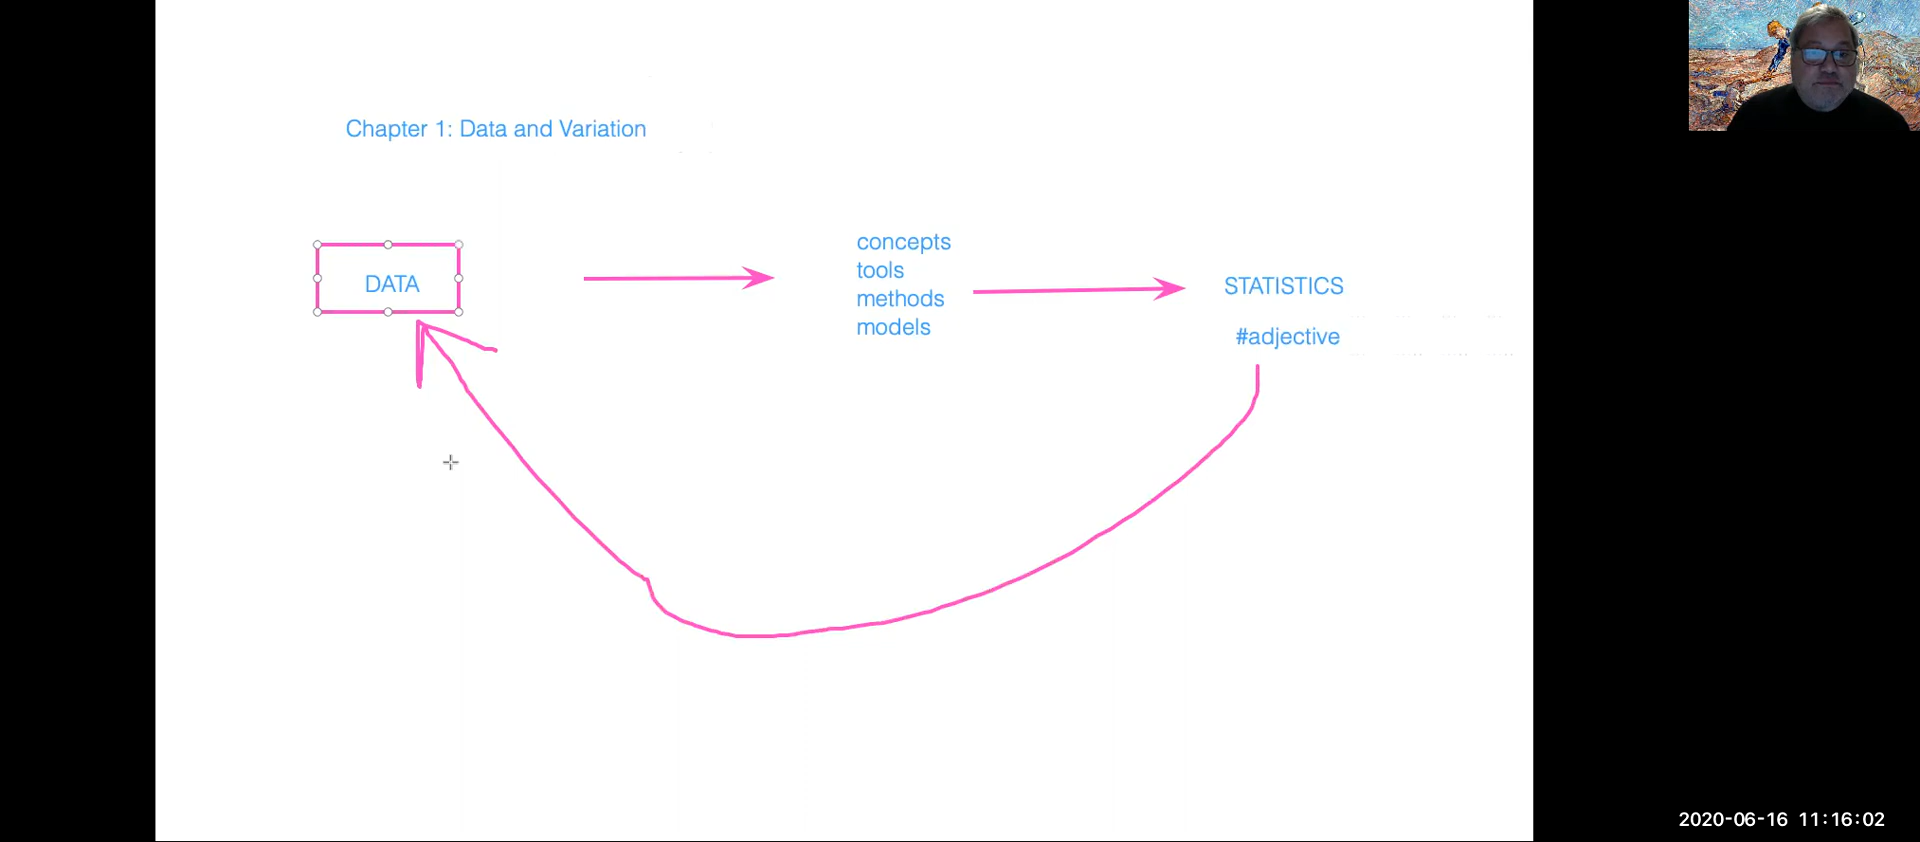 Chapter 1: Data and Variation
DATA
concepts
tools
methods
models
STATISTICS
#adjective
2020-06-16 11:16:02